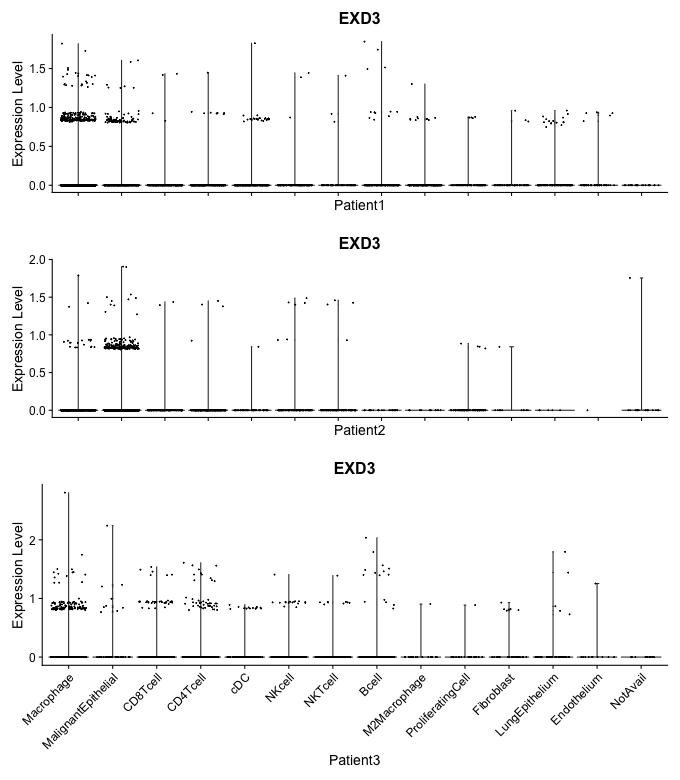 EXD3
Expression Level
1.5
1.0
0.5
0.0
Patient1
EXD3
Expression Level
2.0
1.5
1.0
0.5
0.0
Patient2
EXD3
Expression Level
2
1
0
Macrophage
MalignantEpithelial
CD8Tcell
CD4Tcell
cDC
NKcell
NKTcell
Bcell
M2Macrophage
ProliferatingCell
Fibroblast
LungEpithelium
Endothelium
NotAvail
Patient3